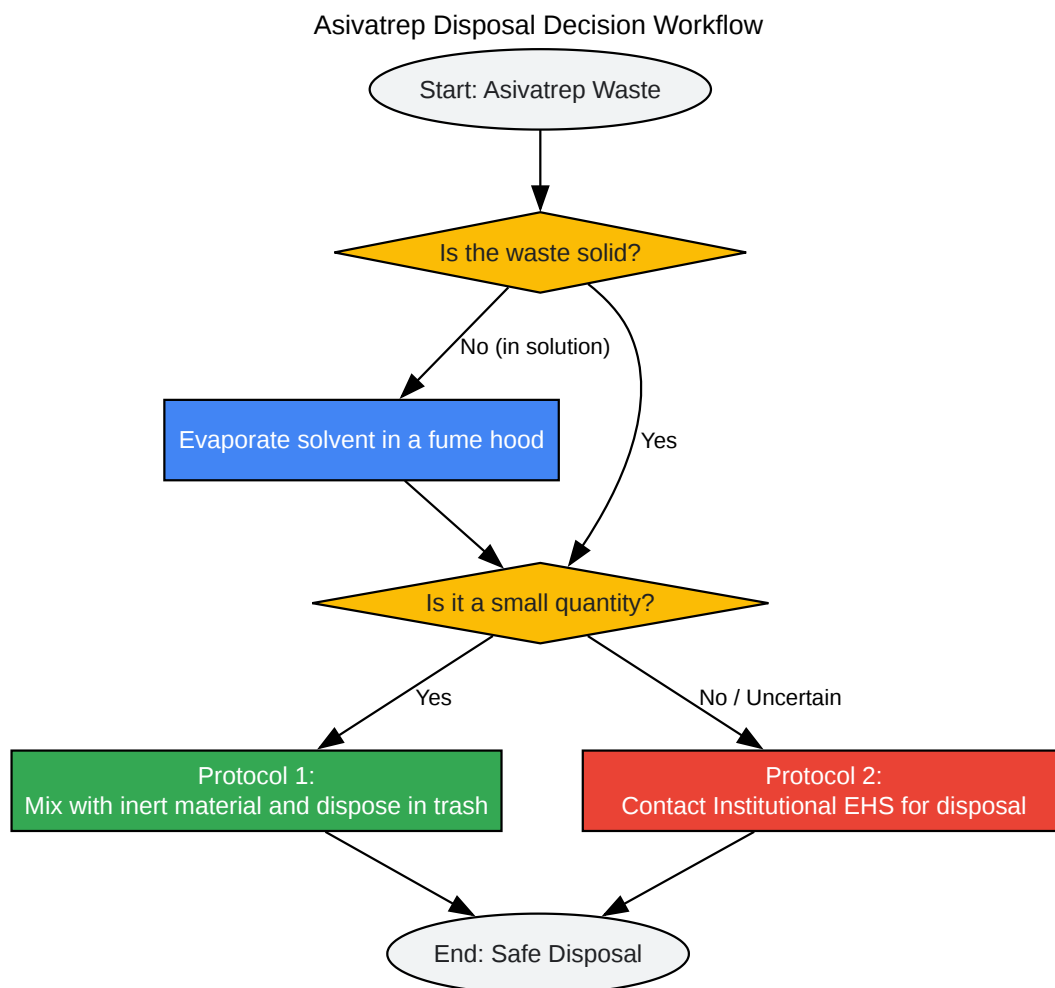 Asivatrep Disposal Decision Workflow
Start: Asivatrep Waste
Is the waste solid?
No (in solution)
Evaporate solvent in a fume hood
Yes
Is it a small quantity?
Yes
No / Uncertain
Protocol 1:
Mix with inert material and dispose in trash
Protocol 2:
Contact Institutional EHS for disposal
End: Safe Disposal